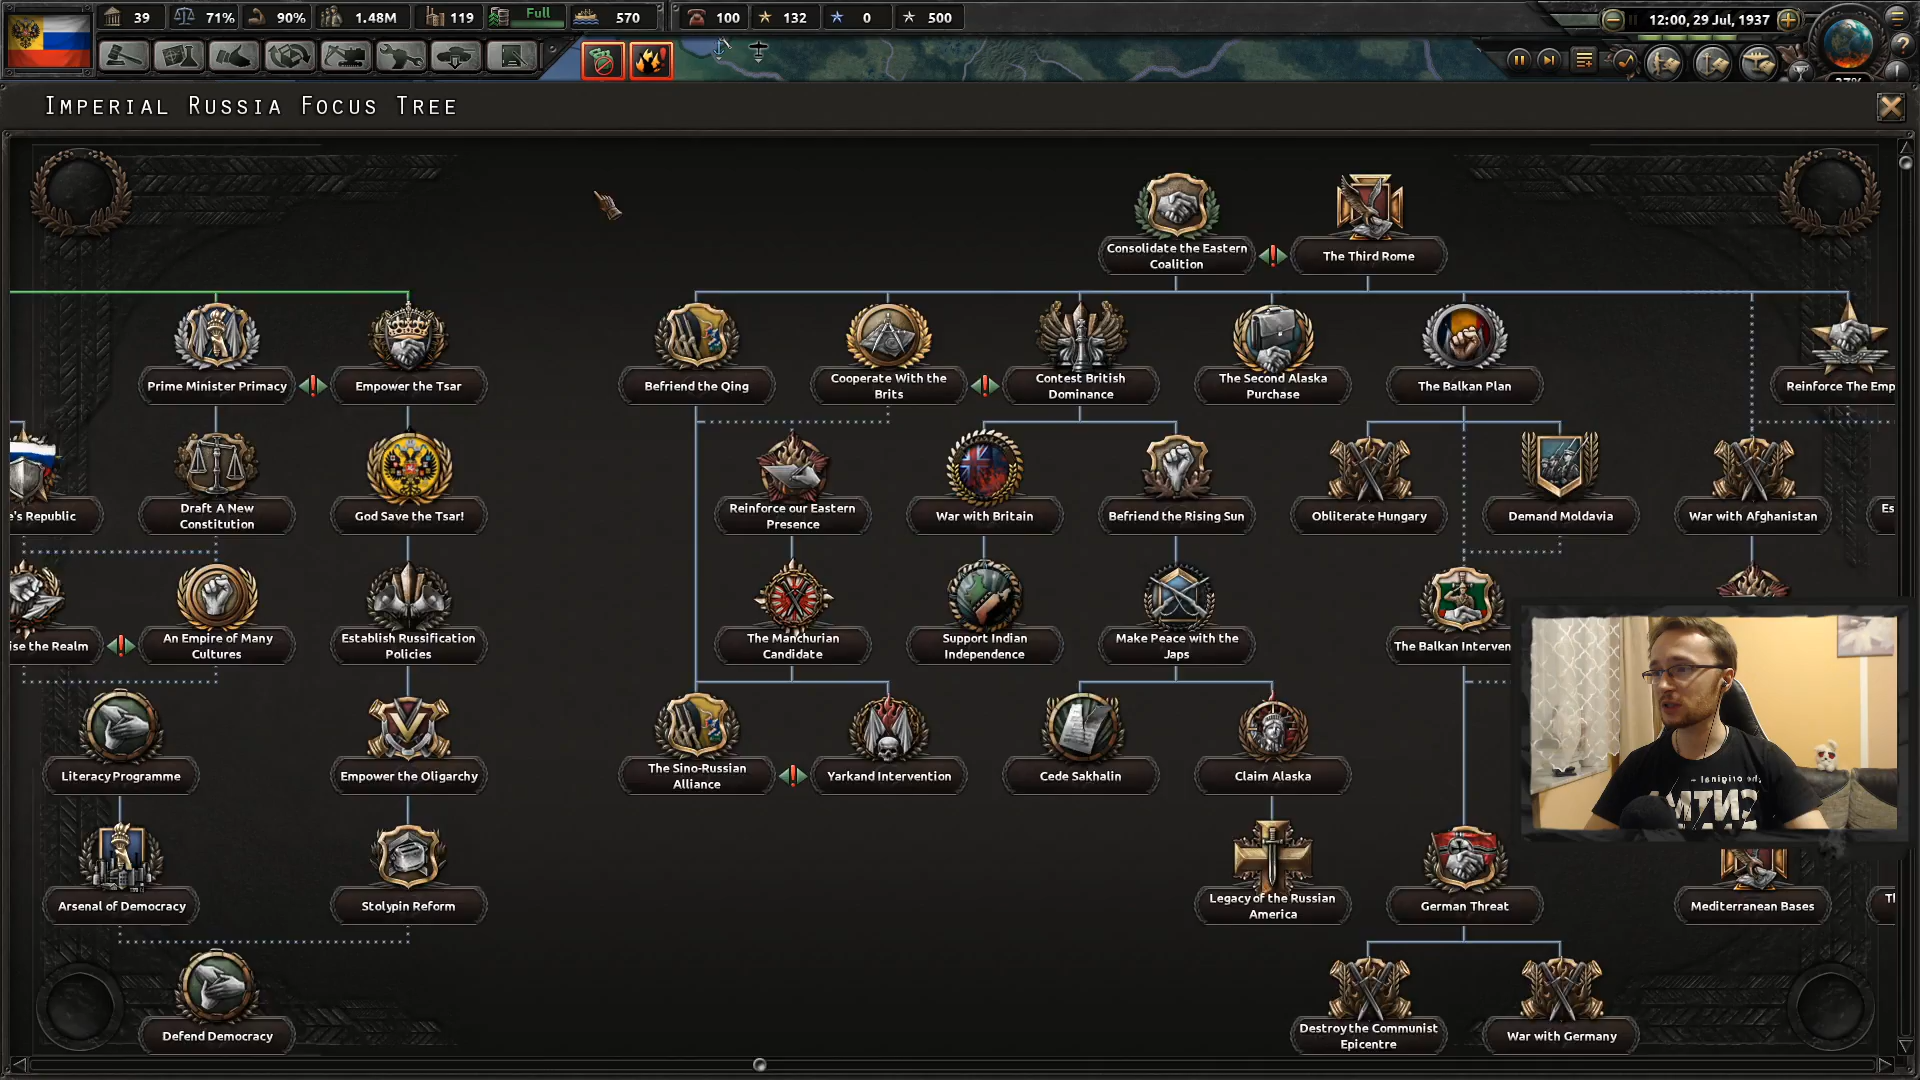 39
71%
90%
1.48M
119
Full
570
100
132
0
500
12:00, 29 Jul, 1937
37%
Imperial Russia Focus Tree
Consolidate the Eastern
Coalition
The Third Rome
Prime Minister Primacy
Empower the Tsar
Befriend the Qing
Cooperate With the
Brits
Contest British
Dominance
The Second Alaska
Purchase
The Balkan Plan
Reinforce The Emp
e's Republic
Draft A New
Constitution
God Save the Tsar!
Reinforce our Eastern
Presence
War with Britain
Befriend the Rising Sun
Obliterate Hungary
Demand Moldavia
War with Afghanistan
Es
ise the Realm
An Empire of Many
Cultures
Establish Russification
Policies
The Manchurian
Candidate
Support Indian
Independence
Make Peace with the
Japs
The Balkan Interven
Literacy Programme
Empower the Oligarchy
The Sino-Russian
Alliance
Yarkand Intervention
Cede Sakhalin
Claim Alaska
Arsenal of Democracy
Stolypin Reform
Legacy of the Russian
America
German Threat
Mediterranean Bases
Defend Democracy
Destroy the Communist
Epicentre
War with Germany